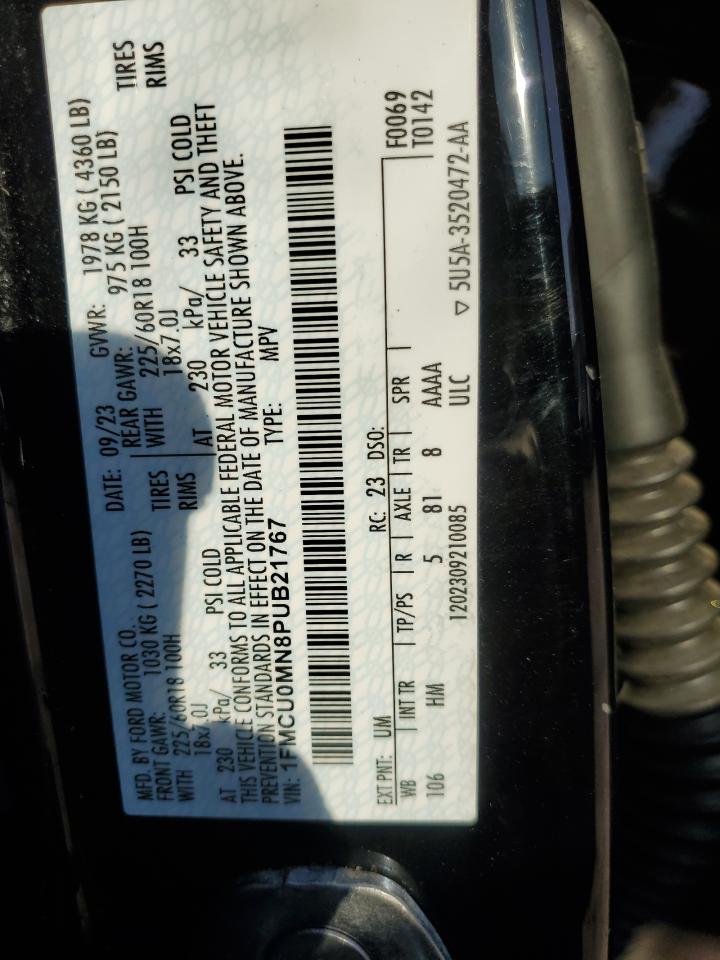 MFD. BY FORD MOTOR CO. DATE: 09/23 GVWR: 1978 KG ( 4360 LB)
FRONT GAWR: 1030 KG ( 2270 LB) REAR GAWR: 975 KG ( 2150 LB)
WITH 225/60R18 100H TIRES WITH 225/60R18 100H TIRES
18x7.0J RIMS 18x7.0J RIMS
AT 230 kPa/ 33 PSI COLD AT 230 kPa/ 33 PSI COLD
THIS VEHICLE CONFORMS TO ALL APPLICABLE FEDERAL MOTOR VEHICLE SAFETY AND THEFT
PREVENTION STANDARDS IN EFFECT ON THE DATE OF MANUFACTURE SHOWN ABOVE.
VIN: 1FMCU0MN8PUB21767 TYPE: MPV
EXT PNT: UM RC: 23 DSO: F0069
WB INT TR TP/PS R AXLE TR SPR T0142
106 HM 5 81 8 AAAA
1202309210085 ULC ▽ 5U5A-3520472-AA